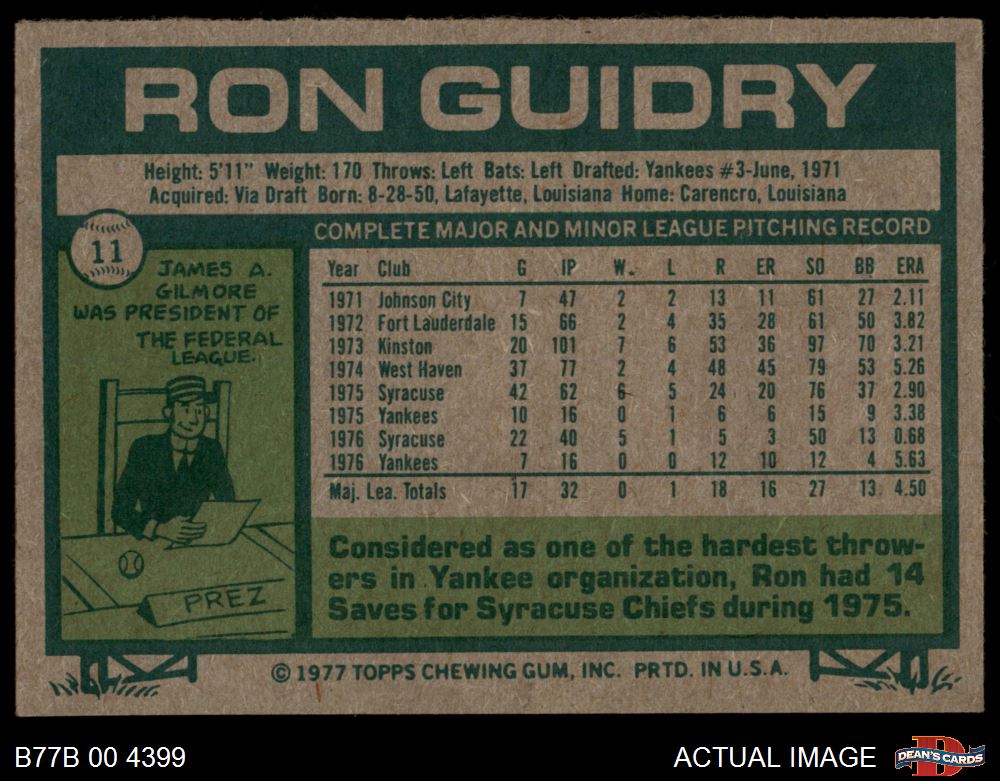 RON GUIDRY
Height: 5'11" Weight: 170 Throws: Left Bats: Left Drafted: Yankees #3-June, 1971
Acquired: Via Draft Born: 8-28-50, Lafayette, Louisiana Home: Carencro, Louisiana
11
JAMES A.
GILMORE
WAS PRESIDENT OF
THE FEDERAL
LEAGUE.
PREZ
COMPLETE MAJOR AND MINOR LEAGUE PITCHING RECORD
Year Club G IP W. L R ER SO BB ERA
1971 Johnson City 7 47 2 2 13 11 61 27 2.11
1972 Fort Lauderdale 15 66 2 4 35 28 61 50 3.82
1973 Kinston 20 101 7 6 53 36 97 70 3.21
1974 West Haven 37 77 2 4 48 45 79 53 5.26
1975 Syracuse 42 62 6 5 24 20 76 37 2.90
1975 Yankees 10 16 0 1 6 6 15 9 3.38
1976 Syracuse 22 40 5 1 5 3 50 13 0.68
1976 Yankees 7 16 0 0 12 10 12 4 5.63
Maj. Lea. Totals 17 32 0 1 18 16 27 13 4.50
Considered as one of the hardest throw-
ers in Yankee organization, Ron had 14
Saves for Syracuse Chiefs during 1975.
© 1977 TOPPS CHEWING GUM, INC. PRTD. IN U.S.A.
B77B 00 4399
ACTUAL IMAGE
D
DEAN'S CARDS